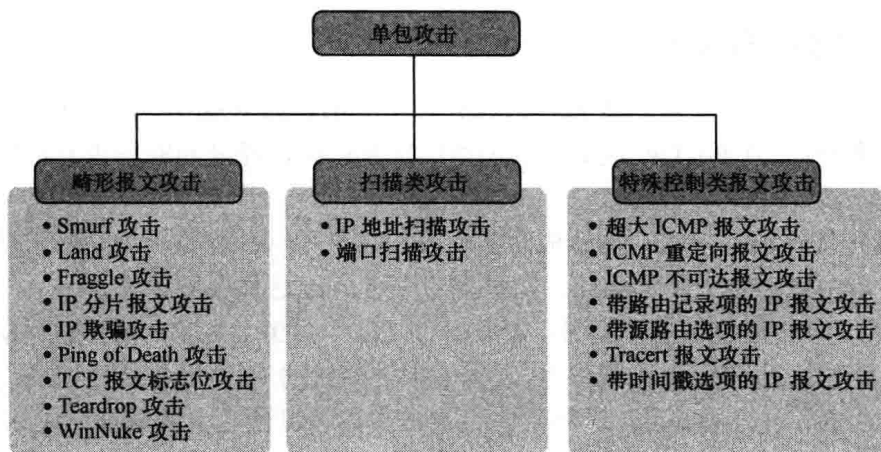 单包攻击
畸形报文攻击
• Smurf 攻击
• Land 攻击
• Fraggle 攻击
• IP 分片报文攻击
• IP 欺骗攻击
• Ping of Death 攻击
• TCP 报文标志位攻击
• Teardrop 攻击
• WinNuke 攻击
扫描类攻击
• IP 地址扫描攻击
• 端口扫描攻击
特殊控制类报文攻击
• 超大 ICMP 报文攻击
• ICMP 重定向报文攻击
• ICMP 不可达报文攻击
• 带路由记录项的 IP 报文攻击
• 带源路由选项的 IP 报文攻击
• Tracert 报文攻击
• 带时间戳选项的 IP 报文攻击